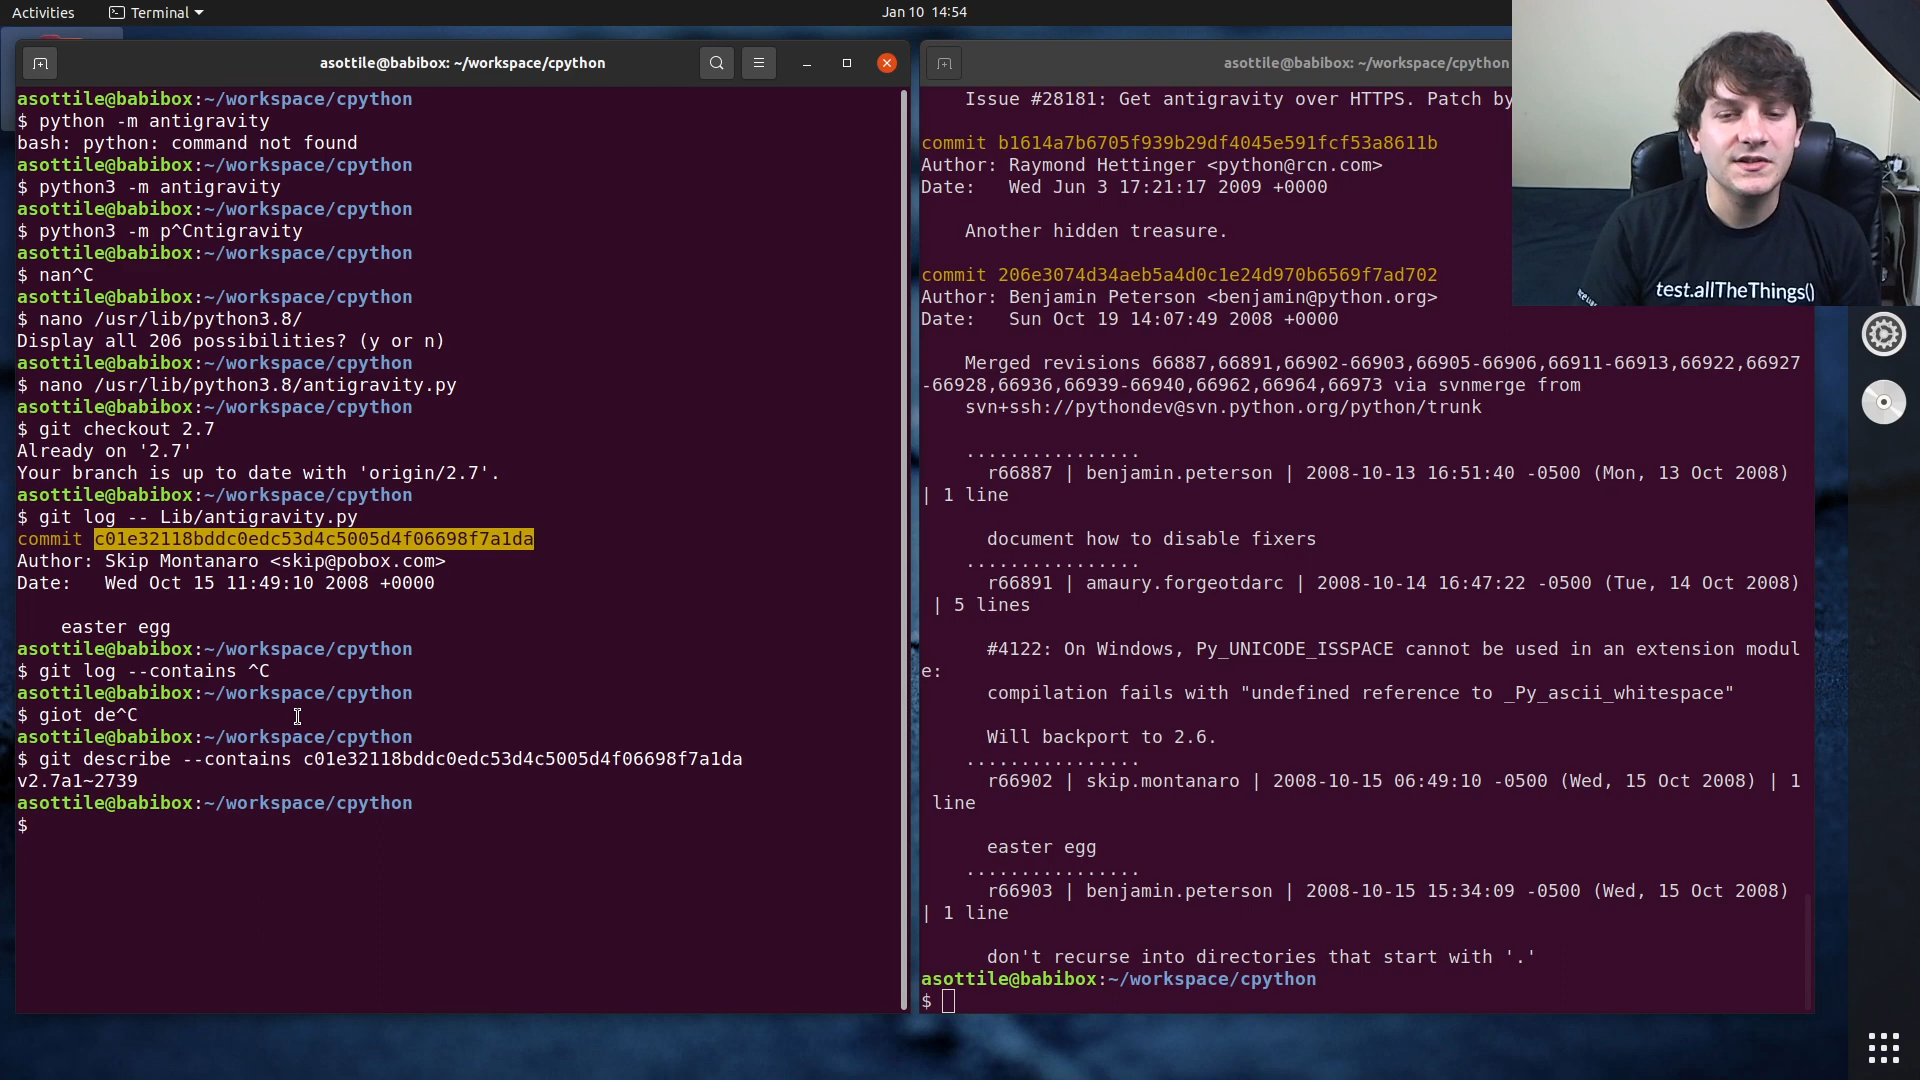 Activities
Terminal
Jan 10 14:54
asottile@babibox: ~/workspace/cpython
asottile@babibox:~/workspace/cpython
$ python -m antigravity
bash: python: command not found
asottile@babibox:~/workspace/cpython
$ python3 -m antigravity
asottile@babibox:~/workspace/cpython
$ python3 -m p^Cntigravity
asottile@babibox:~/workspace/cpython
$ nan^C
asottile@babibox:~/workspace/cpython
$ nano /usr/lib/python3.8/
Display all 206 possibilities? (y or n)
asottile@babibox:~/workspace/cpython
$ nano /usr/lib/python3.8/antigravity.py
asottile@babibox:~/workspace/cpython
$ git checkout 2.7
Already on '2.7'
Your branch is up to date with 'origin/2.7'.
asottile@babibox:~/workspace/cpython
$ git log -- Lib/antigravity.py
commit c01e32118bddc0edc53d4c5005d4f06698f7a1da
Author: Skip Montanaro <skip@pobox.com>
Date:   Wed Oct 15 11:49:10 2008 +0000
easter egg
asottile@babibox:~/workspace/cpython
$ git log --contains ^C
asottile@babibox:~/workspace/cpython
$ giot de^C
asottile@babibox:~/workspace/cpython
$ git describe --contains c01e32118bddc0edc53d4c5005d4f06698f7a1da
v2.7a1~2739
asottile@babibox:~/workspace/cpython
$
asottile@babibox: ~/workspace/cpython
Issue #28181: Get antigravity over HTTPS. Patch by
commit b1614a7b6705f939b29df4045e591fcf53a8611b
Author: Raymond Hettinger <python@rcn.com>
Date:   Wed Jun 3 17:21:17 2009 +0000
Another hidden treasure.
commit 206e3074d34aeb5a4d0c1e24d970b6569f7ad702
Author: Benjamin Peterson <benjamin@python.org>
Date:   Sun Oct 19 14:07:49 2008 +0000
Merged revisions 66887,66891,66902-66903,66905-66906,66911-66913,66922,66927
-66928,66936,66939-66940,66962,66964,66973 via svnmerge from
svn+ssh://pythondev@svn.python.org/python/trunk
................
r66887 | benjamin.peterson | 2008-10-13 16:51:40 -0500 (Mon, 13 Oct 2008)
| 1 line
document how to disable fixers
................
r66891 | amaury.forgeotdarc | 2008-10-14 16:47:22 -0500 (Tue, 14 Oct 2008)
| 5 lines
#4122: On Windows, Py_UNICODE_ISSPACE cannot be used in an extension modul
e:
compilation fails with "undefined reference to _Py_ascii_whitespace"
Will backport to 2.6.
................
r66902 | skip.montanaro | 2008-10-15 06:49:10 -0500 (Wed, 15 Oct 2008) | 1
line
easter egg
................
r66903 | benjamin.peterson | 2008-10-15 15:34:09 -0500 (Wed, 15 Oct 2008)
| 1 line
don't recurse into directories that start with '.'
asottile@babibox:~/workspace/cpython
$
test.allTheThings()